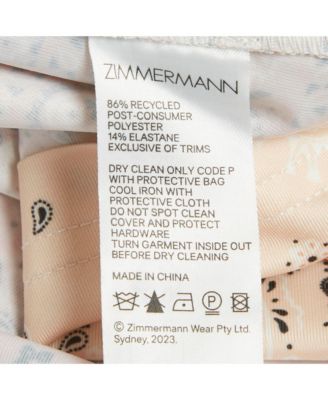 ZIMMERMANN
86% RECYCLED
POST-CONSUMER
POLYESTER
14% ELASTANE
EXCLUSIVE OF TRIMS
DRY CLEAN ONLY CODE P
WITH PROTECTIVE BAG
COOL IRON WITH
PROTECTIVE CLOTH
DO NOT SPOT CLEAN
COVER AND PROTECT
HARDWARE
TURN GARMENT INSIDE OUT
BEFORE DRY CLEANING
MADE IN CHINA
P
© Zimmermann Wear Pty Ltd.
Sydney, 2023.